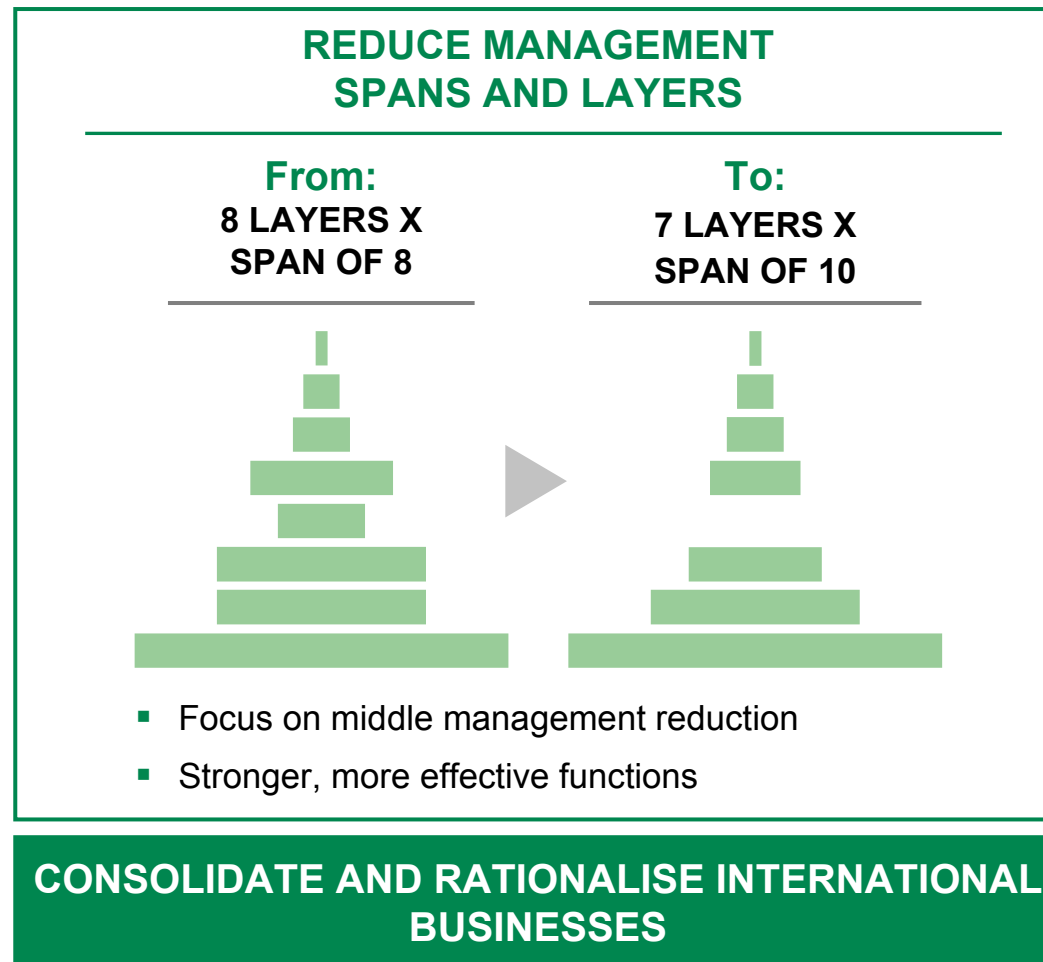 REDUCE MANAGEMENT
SPANS AND LAYERS
From:
8 LAYERS X
SPAN OF 8
To:
7 LAYERS X
SPAN OF 10
▪ Focus on middle management reduction
▪ Stronger, more effective functions
CONSOLIDATE AND RATIONALISE INTERNATIONAL
BUSINESSES